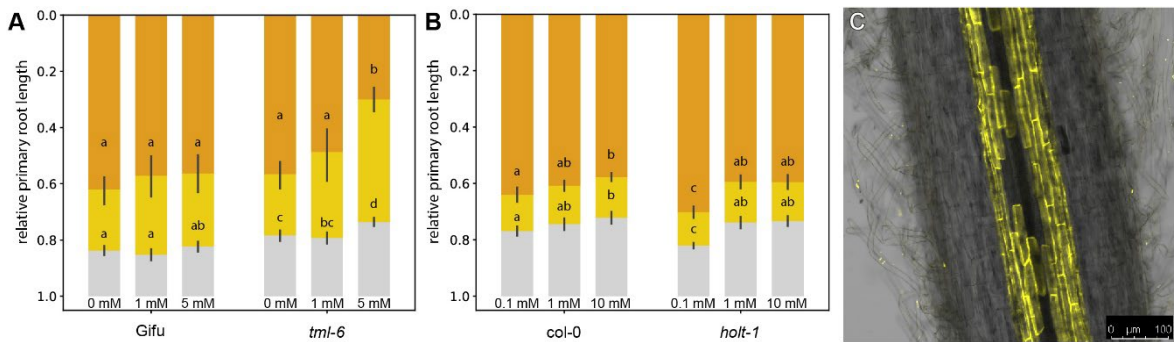 A
relative primary root length
0.0
0.2
0.4
0.6
0.8
1.0
a
a
a
a
a
ab
a
a
b
c
bc
d
0 mM
1 mM
5 mM
0 mM
1 mM
5 mM
Gifu
tml-6
B
relative primary root length
0.0
0.2
0.4
0.6
0.8
1.0
a
ab
b
a
ab
b
c
ab
ab
c
ab
ab
0.1 mM
1 mM
10 mM
0.1 mM
1 mM
10 mM
col-0
holt-1
C
0 µm 100